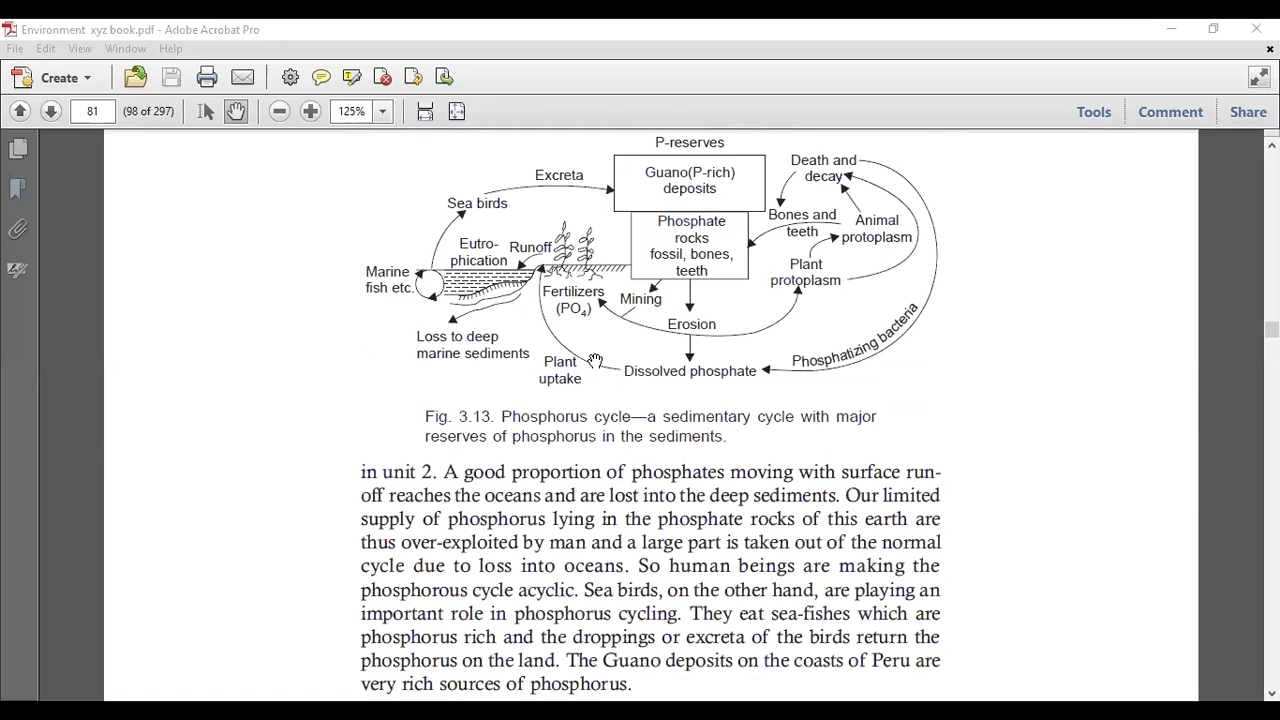 Environment xyz book.pdf - Adobe Acrobat Pro
File Edit View Window Help
Create
81 (98 of 297) 125% Tools Comment Share
P-reserves
Guano(P-rich)
deposits
Death and
decay
Excreta
Sea birds
Phosphate
rocks
fossil, bones,
teeth
Bones and
teeth
Animal
protoplasm
Eutro-
phication
Runoff
Plant
protoplasm
Marine
fish etc.
Fertilizers
(PO4)
Mining
Erosion
Phosphatizing bacteria
Loss to deep
marine sediments
Plant
uptake
Dissolved phosphate
Fig. 3.13. Phosphorus cycle—a sedimentary cycle with major
reserves of phosphorus in the sediments.
in unit 2. A good proportion of phosphates moving with surface run-
off reaches the oceans and are lost into the deep sediments. Our limited
supply of phosphorus lying in the phosphate rocks of this earth are
thus over-exploited by man and a large part is taken out of the normal
cycle due to loss into oceans. So human beings are making the
phosphorous cycle acyclic. Sea birds, on the other hand, are playing an
important role in phosphorus cycling. They eat sea-fishes which are
phosphorus rich and the droppings or excreta of the birds return the
phosphorus on the land. The Guano deposits on the coasts of Peru are
very rich sources of phosphorus.